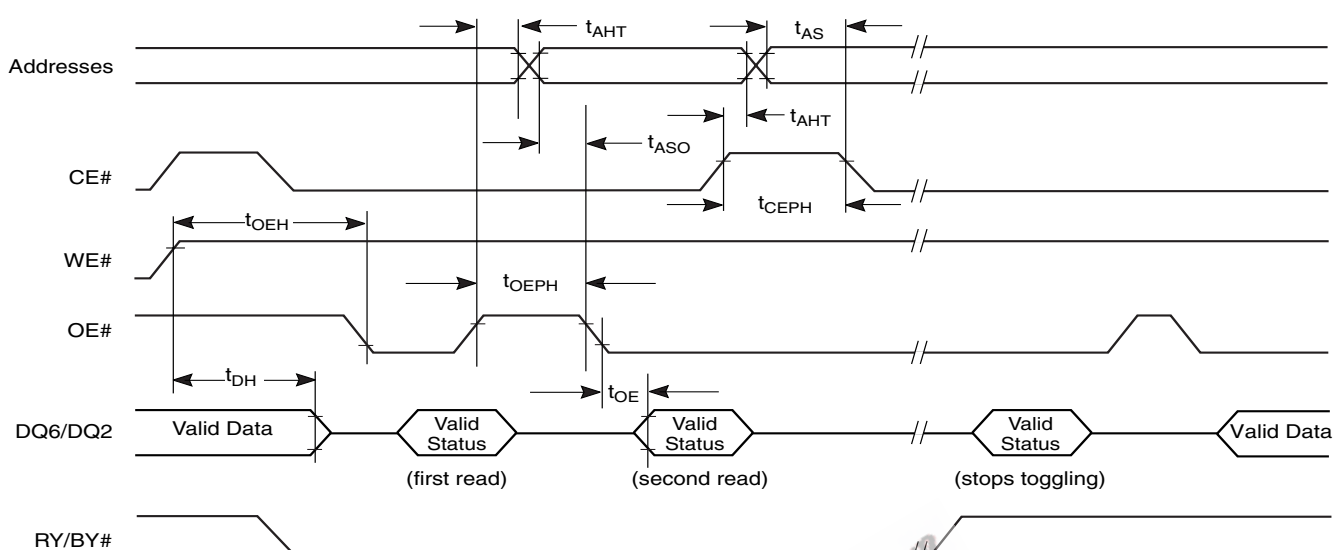 tAHT
tAS
Addresses
tAHT
tASO
CE#
tCEPH
tOEH
WE#
tOEPH
OE#
tDH
tOE
DQ6/DQ2
Valid Data
Valid
Status
Valid
Status
Valid
Status
Valid Data
(first read)
(second read)
(stops toggling)
RY/BY#